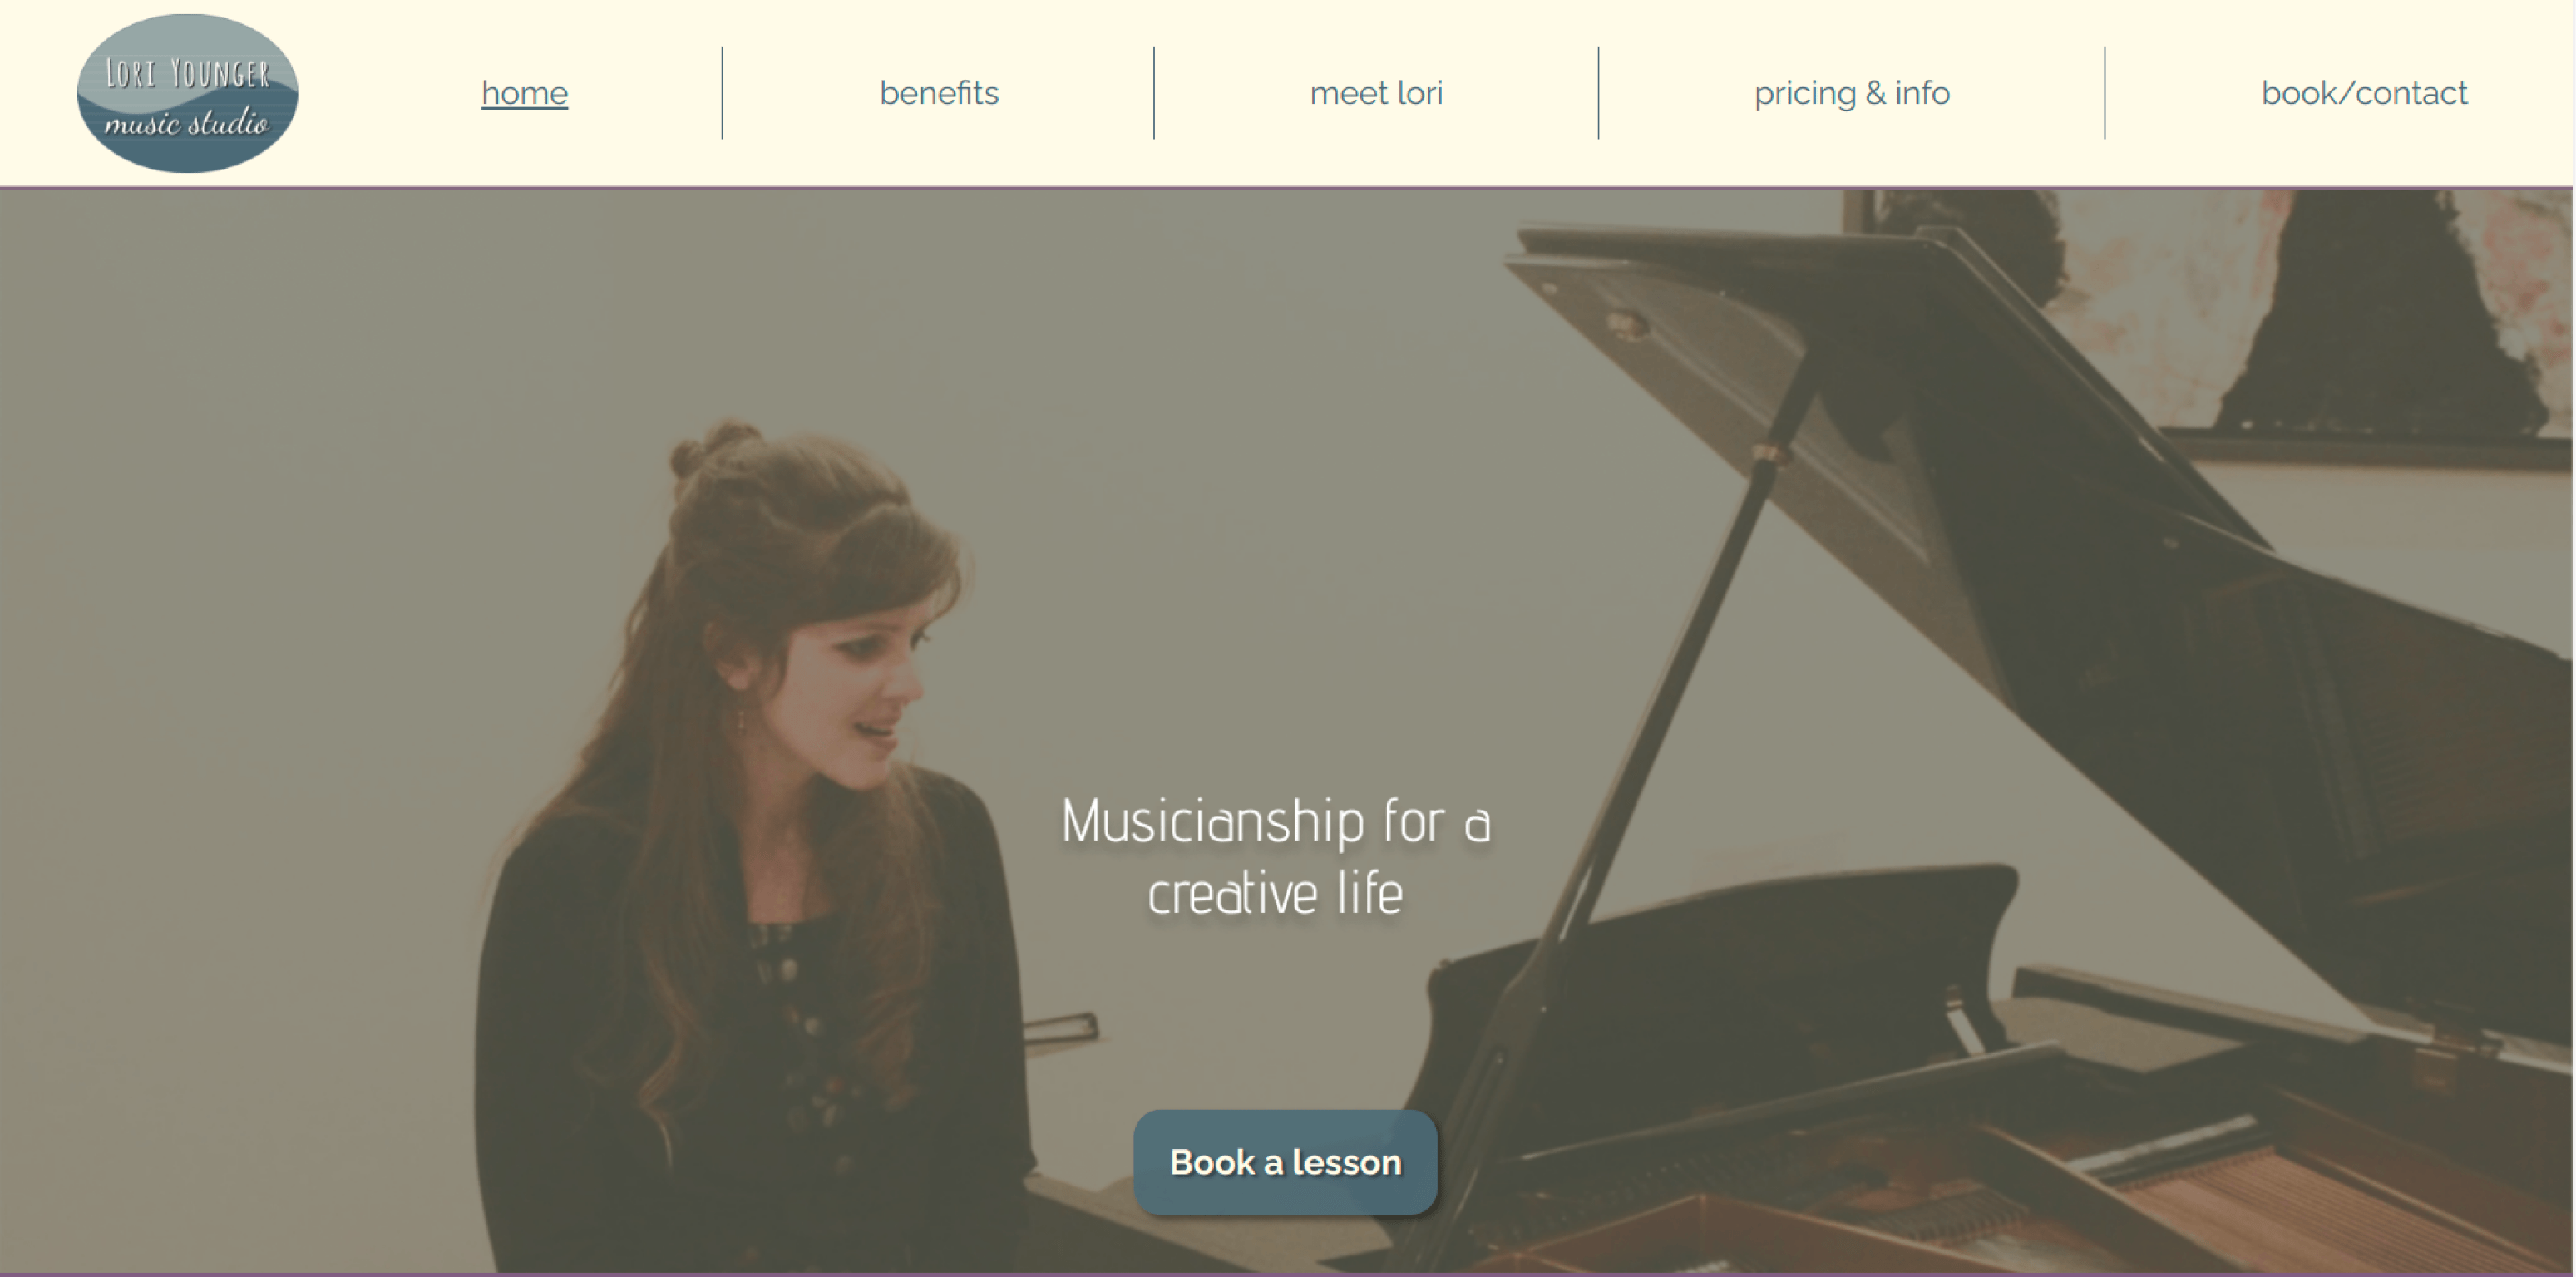 Lori Younger
music studio
home
benefits
meet lori
pricing & info
book/contact
Musicianship for a
creative life
Book a lesson